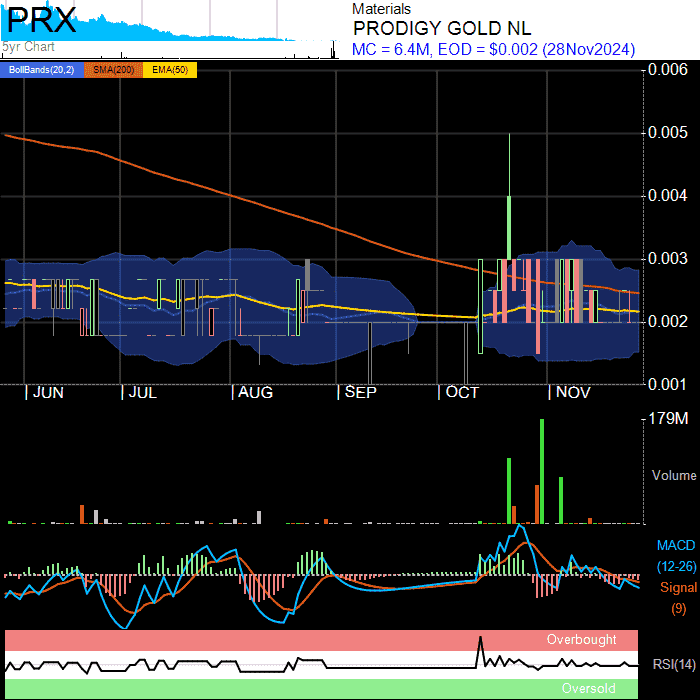 PRX
5yr Chart
Materials
PRODIGY GOLD NL
MC = 6.4M, EOD = $0.002 (28Nov2024)
BollBands(20,2) SMA(200) EMA(50)
0.006
0.005
0.004
0.003
0.002
0.001
JUN JUL AUG SEP OCT NOV
179M
Volume
MACD
(12-26)
Signal
(9)
Overbought
RSI(14)
Oversold